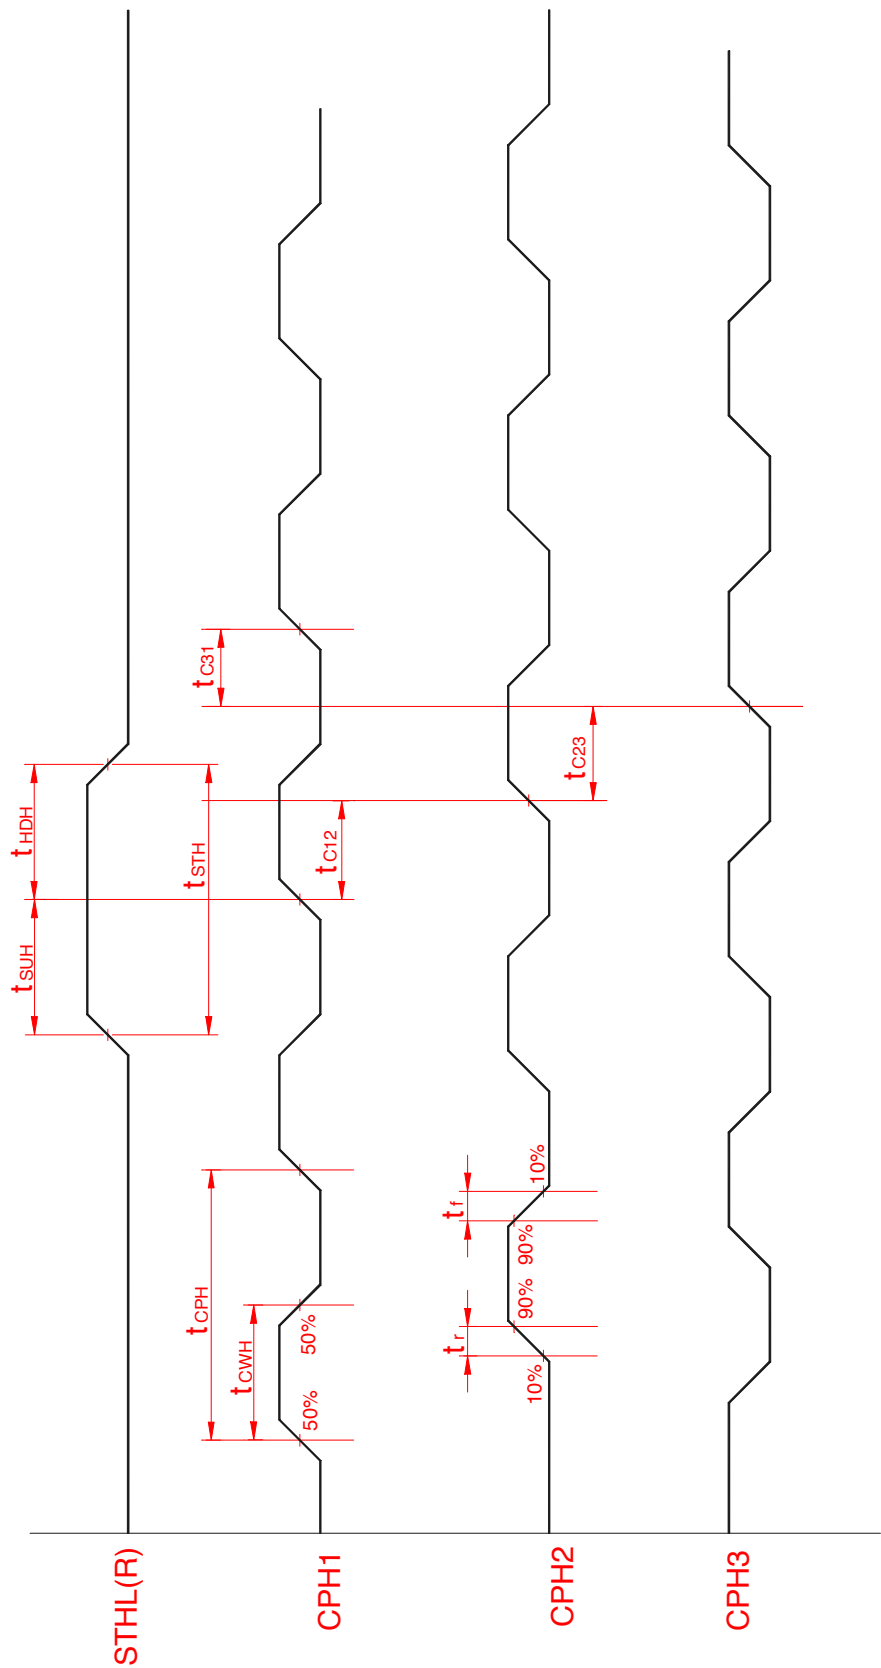 STHL(R)
tSUH
tHDH
tSTH
CPH1
tCPH
tCWH
50%
50%
tC12
tC31
CPH2
tr
tf
10%
90%
90%
10%
tC23
CPH3